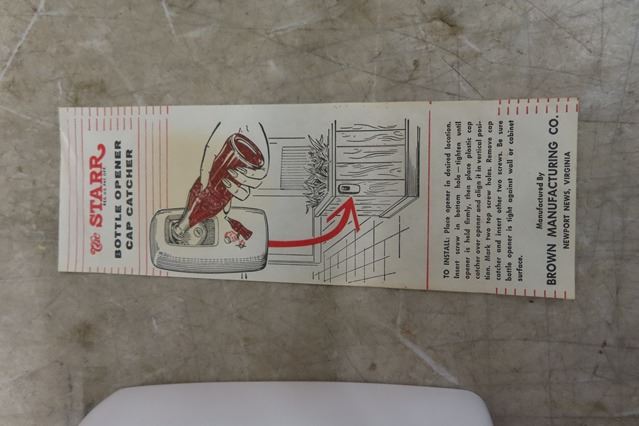 The STARR
BOTTLE OPENER
CAP CATCHER
TO INSTALL: Place opener in desired location.
Insert screw in bottom hole — tighten until
opener is held firmly, then place plastic cap
catcher over opener and align it in vertical posi-
tion. Mark two top screw holes. Remove cap
catcher and insert other two screws. Be sure
bottle opener is tight against wall or cabinet
surface.
Manufactured By
BROWN MANUFACTURING CO.
NEWPORT NEWS, VIRGINIA